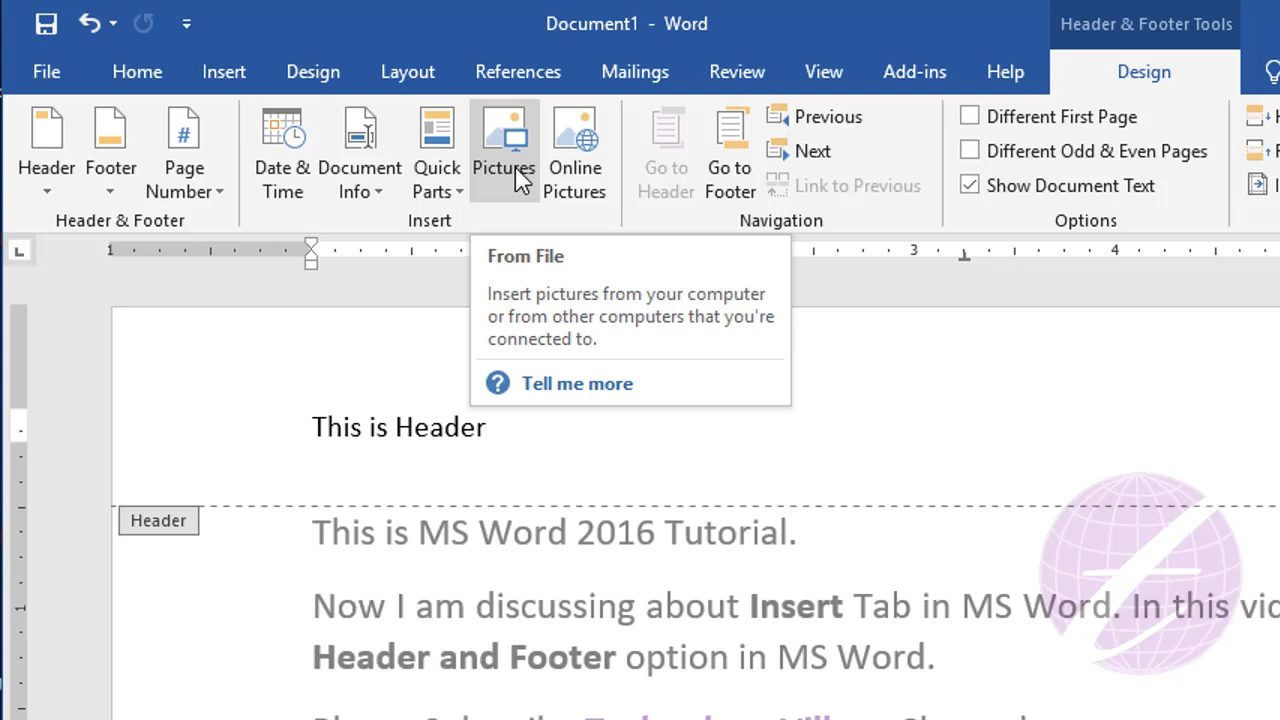 Document1 - Word
Header & Footer Tools
File Home Insert Design Layout References Mailings Review View Add-ins Help Design
Header Footer Page Number
Date & Time Document Info Quick Parts Pictures Online Pictures
Go to Header Go to Footer
Previous
Next
Link to Previous
Different First Page
Different Odd & Even Pages
Show Document Text
Header & Footer Insert Navigation Options
1 3 4
From File
Insert pictures from your computer
or from other computers that you're
connected to.
Tell me more
This is Header
Header
This is MS Word 2016 Tutorial.
Now I am discussing about Insert Tab in MS Word. In this
Header and Footer option in MS Word.
1